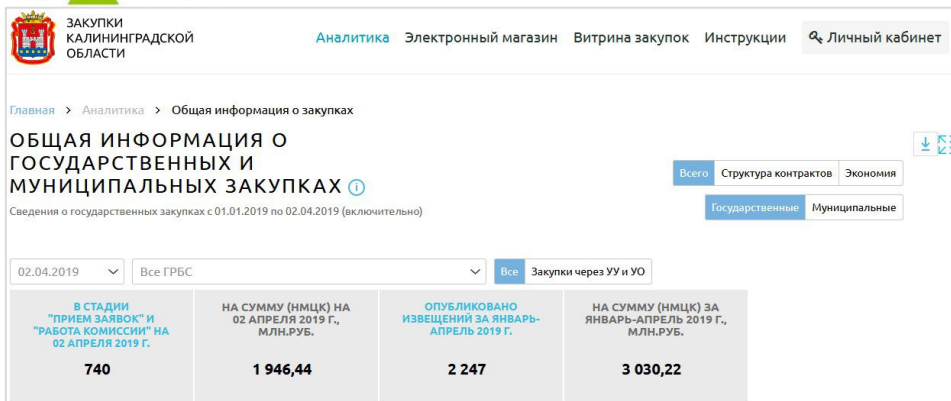 ЗАКУПКИ
КАЛИНИНГРАДСКОЙ
ОБЛАСТИ
Аналитика Электронный магазин Витрина закупок Инструкции Личный кабинет
Главная > Аналитика > Общая информация о закупках
ОБЩАЯ ИНФОРМАЦИЯ О
ГОСУДАРСТВЕННЫХ И
МУНИЦИПАЛЬНЫХ ЗАКУПКАХ
Всего Структура контрактов Экономия
Сведения о государственных закупках с 01.01.2019 по 02.04.2019 (включительно)
Государственные Муниципальные
02.04.2019 Все ГРБС Все Закупки через УУ и УО
В СТАДИИ
"ПРИЕМ ЗАЯВОК" И
"РАБОТА КОМИССИИ" НА
02 АПРЕЛЯ 2019 Г.
740
НА СУММУ (НМЦК) НА
02 АПРЕЛЯ 2019 Г.,
МЛН.РУБ.
1 946,44
ОПУБЛИКОВАНО
ИЗВЕЩЕНИЙ ЗА ЯНВАРЬ-
АПРЕЛЬ 2019 Г.
2 247
НА СУММУ (НМЦК) ЗА
ЯНВАРЬ-АПРЕЛЬ 2019 Г.,
МЛН.РУБ.
3 030,22